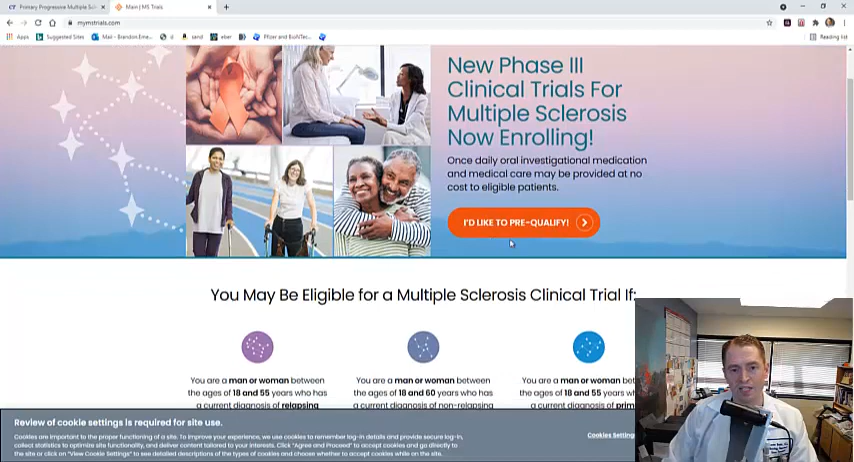 Primary Progressive Multiple Scle
Main | MS Trials
mymstrials.com
Apps
Suggested Sites
Mail - Brandon Eme...
d
sand
eber
Pfizer and BioNTec...
Reading list
New Phase III
Clinical Trials For
Multiple Sclerosis
Now Enrolling!
Once daily oral investigational medication
and medical care may be provided at no
cost to eligible patients.
I'D LIKE TO PRE-QUALIFY!
You May Be Eligible for a Multiple Sclerosis Clinical Trial If:
You are a man or woman between
the ages of 18 and 55 years who has
a current diagnosis of relapsing
You are a man or woman between
the ages of 18 and 60 years who has
a current diagnosis of non-relapsing
You are a man or woman bet
the ages of 18 and 55 years w
a current diagnosis of prim
Review of cookie settings is required for site use.
Cookies are important to the proper functioning of a site. To improve your experience, we use cookies to remember log-in details and provide secure log-in,
collect statistics to optimize site functionality, and deliver content tailored to your interests. Click "Agree and Proceed" to accept cookies and go directly to
the site or click on "View Cookie Settings" to see detailed descriptions of the types of cookies and choose whether to accept cookies while on the site.
Cookies Setting